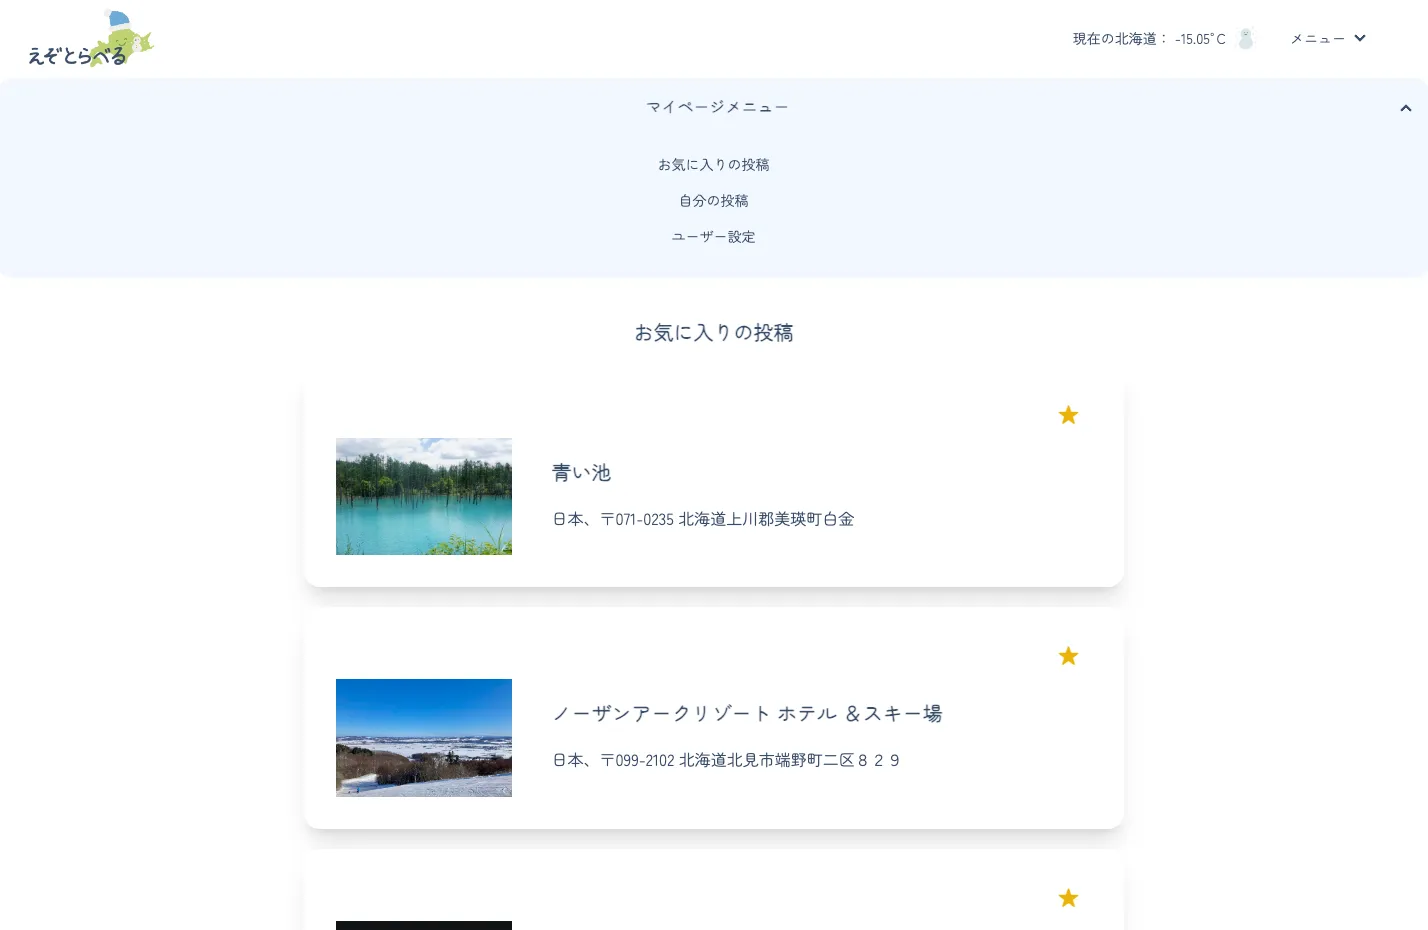 えぞとらべる
現在の北海道： -15.05°C
メニュー
マイページメニュー
お気に入りの投稿
自分の投稿
ユーザー設定
お気に入りの投稿
青い池
日本、〒071-0235 北海道上川郡美瑛町白金
ノーザンアークリゾート ホテル ＆スキー場
日本、〒099-2102 北海道北見市端野町二区８２９